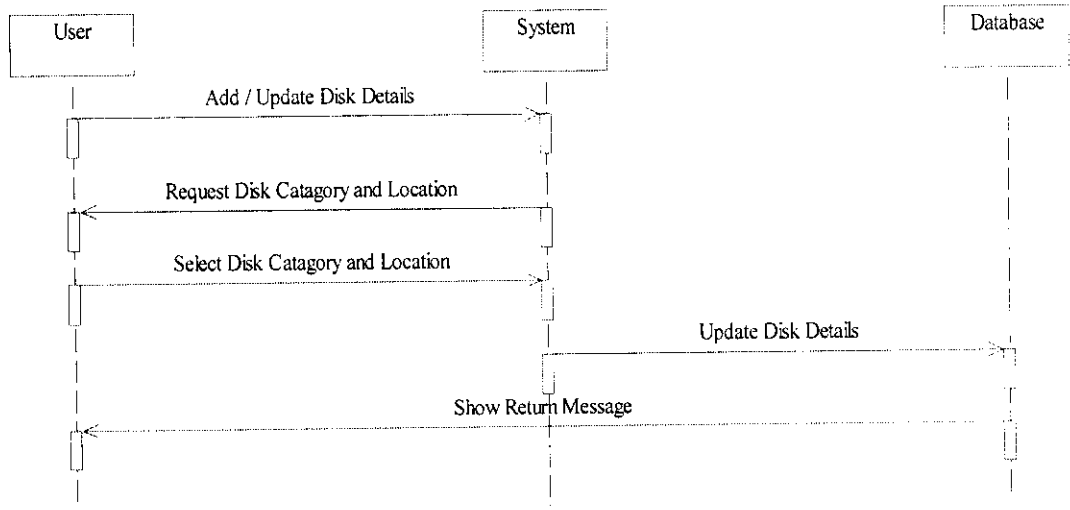 User
System
Database
Add / Update Disk Details
Request Disk Catagory and Location
Select Disk Catagory and Location
Update Disk Details
Show Return Message